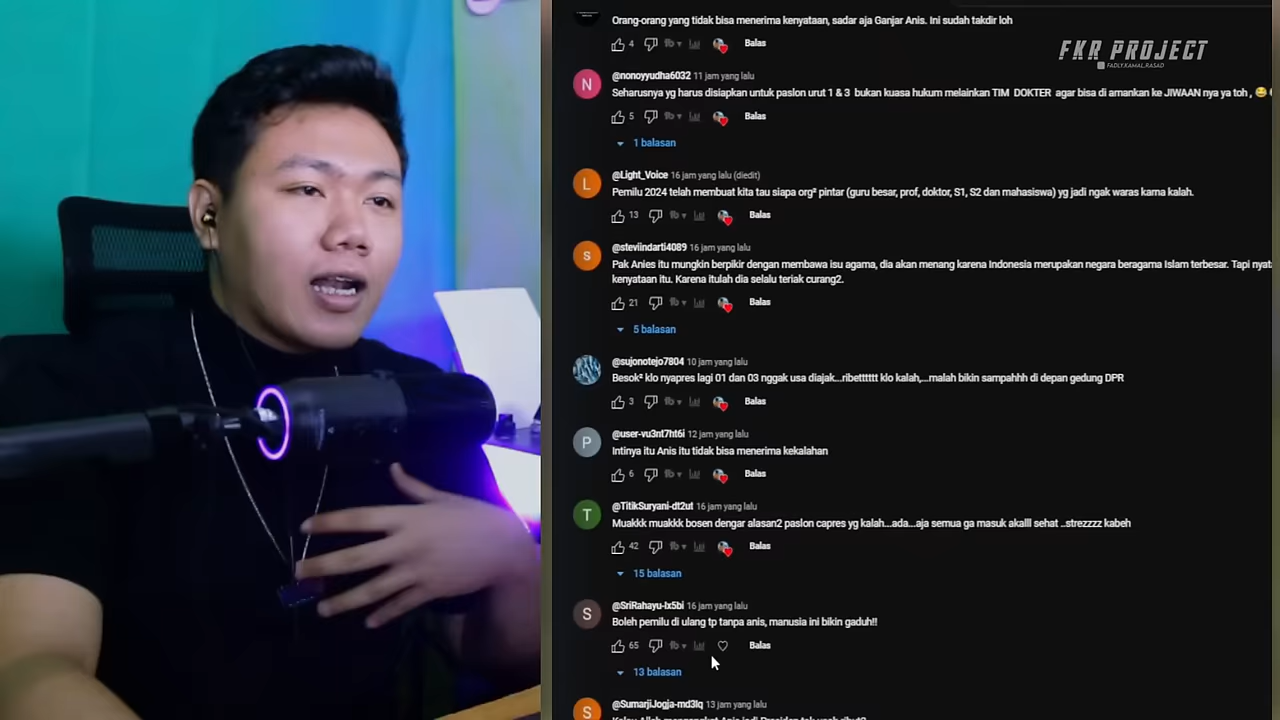 Orang-orang yang tidak bisa menerima kenyataan, sadar aja Ganjar Anis. Ini sudah takdir loh
4 Balas
FKR PROJECT
FADLY.KAMAL.RASAD
N
@nonoyyudha6032 11 jam yang lalu
Seharusnya yg harus disiapkan untuk paslon urut 1 & 3 bukan kuasa hukum melainkan TIM DOKTER agar bisa di amankan ke JIWAAN nya ya toh , 😂
5 Balas
1 balasan
L
@Light_Voice 16 jam yang lalu (diedit)
Pemilu 2024 telah membuat kita tau siapa org² pintar (guru besar, prof, doktor, S1, S2 dan mahasiswa) yg jadi ngak waras karna kalah.
13 Balas
S
@steviindarti4089 16 jam yang lalu
Pak Anies itu mungkin berpikir dengan membawa isu agama, dia akan menang karena Indonesia merupakan negara beragama Islam terbesar. Tapi nyat
kenyataan itu. Karena itulah dia selalu teriak curang2.
21 Balas
5 balasan
@sujonotejo7804 10 jam yang lalu
Besok² klo nyapres lagi 01 dan 03 nggak usa diajak...ribetttttt klo kalah,...malah bikin sampahhh di depan gedung DPR
3 Balas
P
@user-vu3nt7ht6i 12 jam yang lalu
Intinya itu Anis itu tidak bisa menerima kekalahan
6 Balas
T
@TitikSuryani-dt2ut 16 jam yang lalu
Muakkk muakkk bosen dengar alasan2 paslon capres yg kalah...ada...aja semua ga masuk akalll sehat ..strezzzz kabeh
42 Balas
15 balasan
S
@SriRahayu-lx5bi 16 jam yang lalu
Boleh pemilu di ulang tp tanpa anis, manusia ini bikin gaduh!!
65 Balas
13 balasan
S
@SumarjiJogja-md3lq 13 jam yang lalu